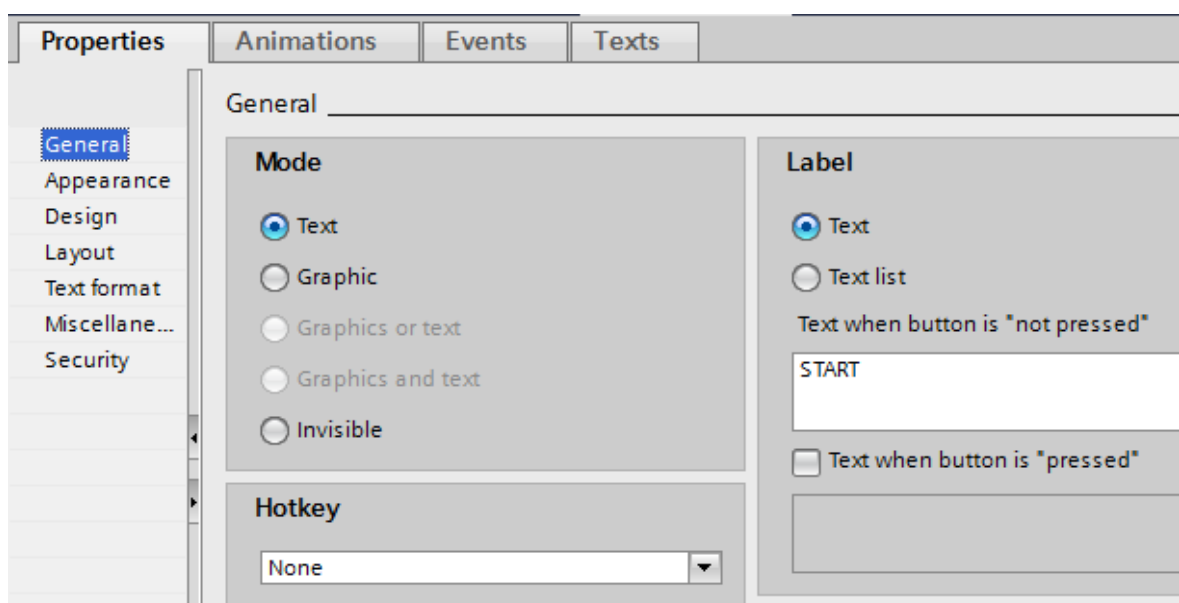 Properties Animations Events Texts
General
Appearance
Design
Layout
Text format
Miscellane...
Security
General
Mode
Text
Graphic
Graphics or text
Graphics and text
Invisible
Hotkey
None
Label
Text
Text list
Text when button is "not pressed"
START
Text when button is "pressed"